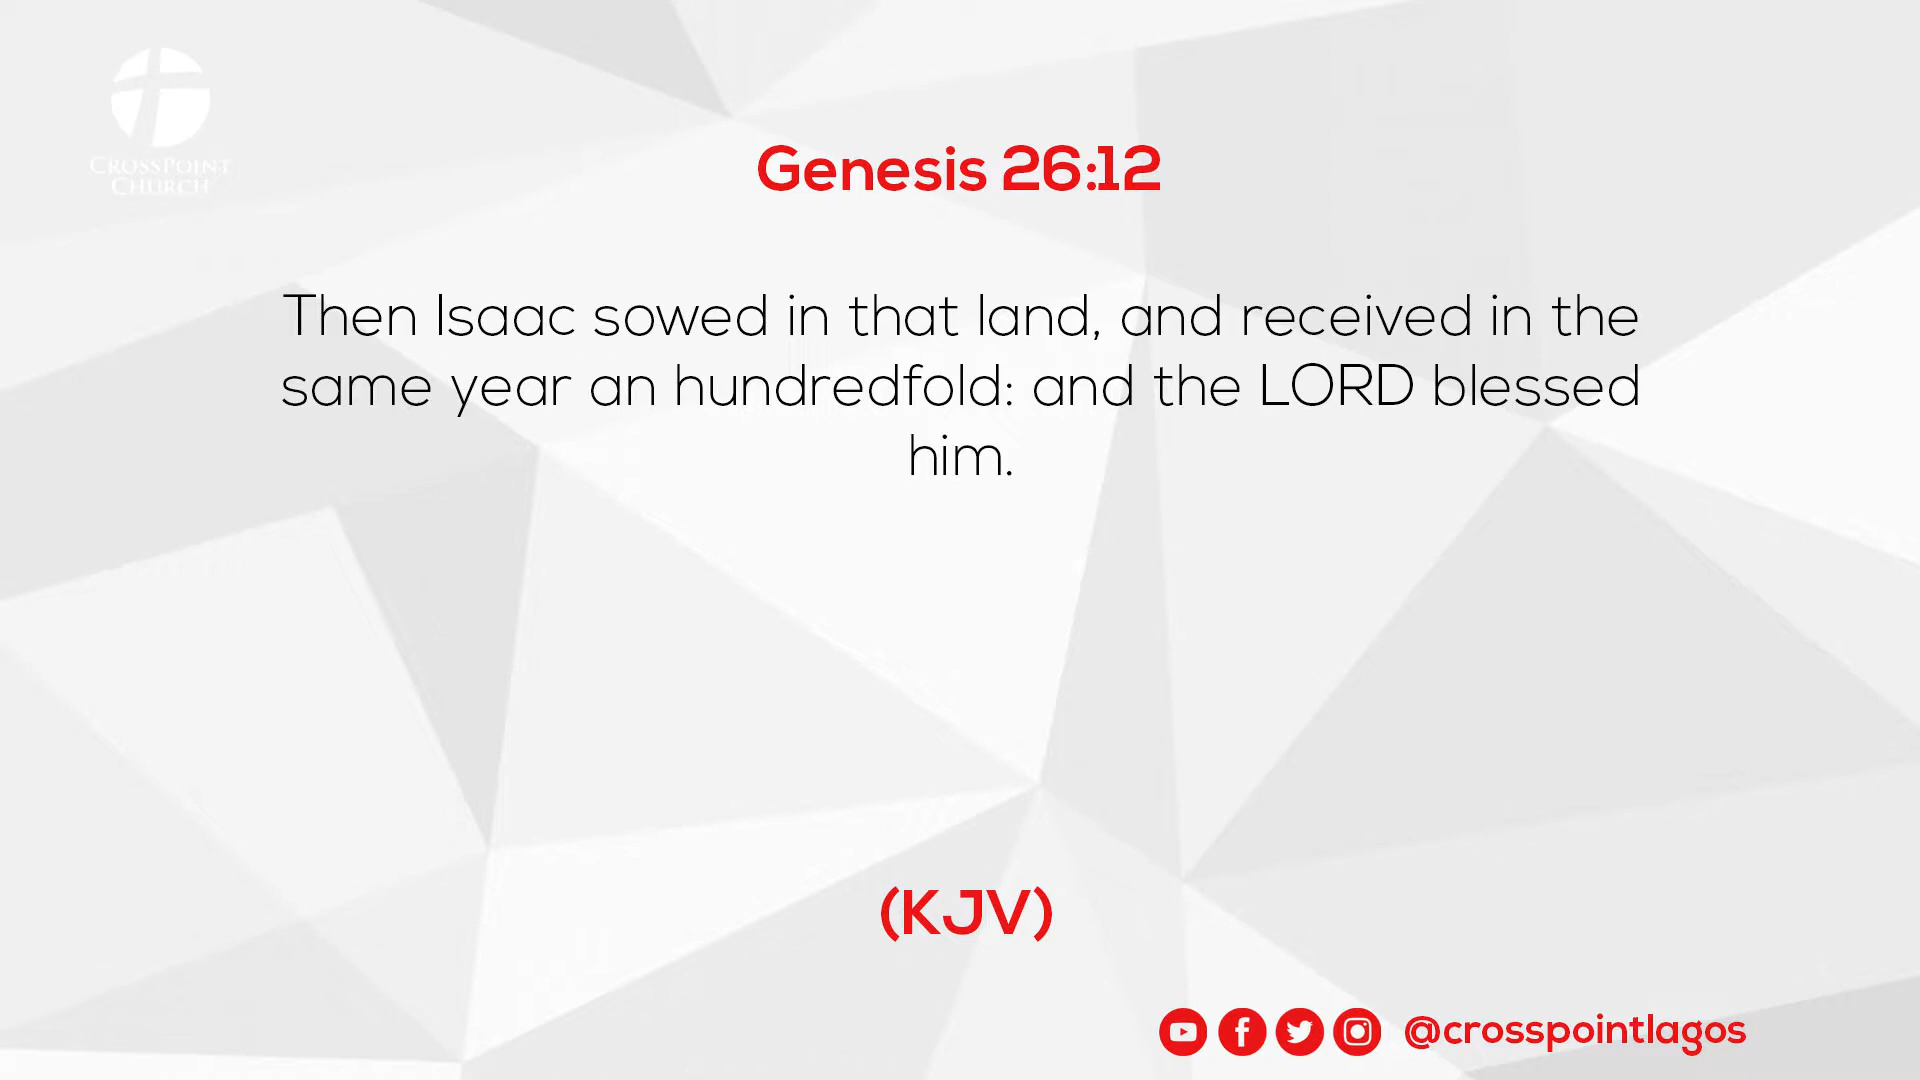 CROSSPOINT
CHURCH
Genesis 26:12
Then Isaac sowed in that land, and received in the
same year an hundredfold: and the LORD blessed
him.
(KJV)
@crosspointlagos